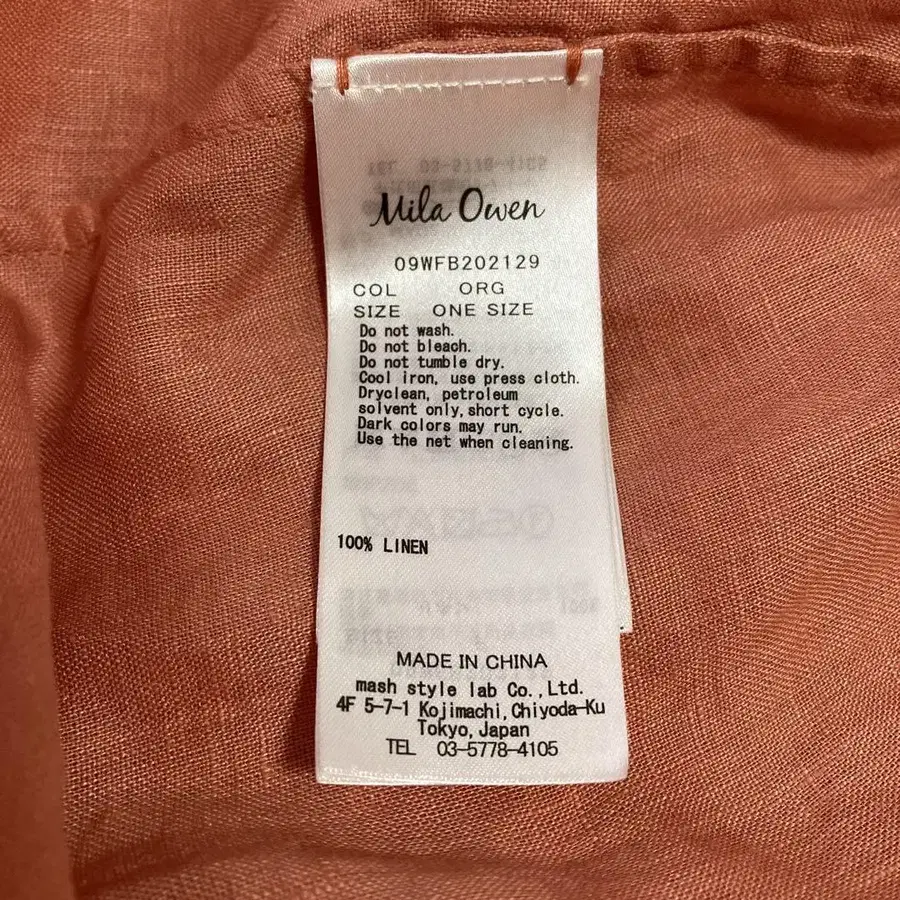 Mila Owen
09WFB202129
COL ORG
SIZE ONE SIZE
Do not wash.
Do not bleach.
Do not tumble dry.
Cool iron, use press cloth.
Dryclean, petroleum
solvent only, short cycle.
Dark colors may run.
Use the net when cleaning.
100% LINEN
MADE IN CHINA
mash style lab Co., Ltd.
4F 5-7-1 Kojimachi, Chiyoda-Ku
Tokyo, Japan
TEL 03-5778-4105